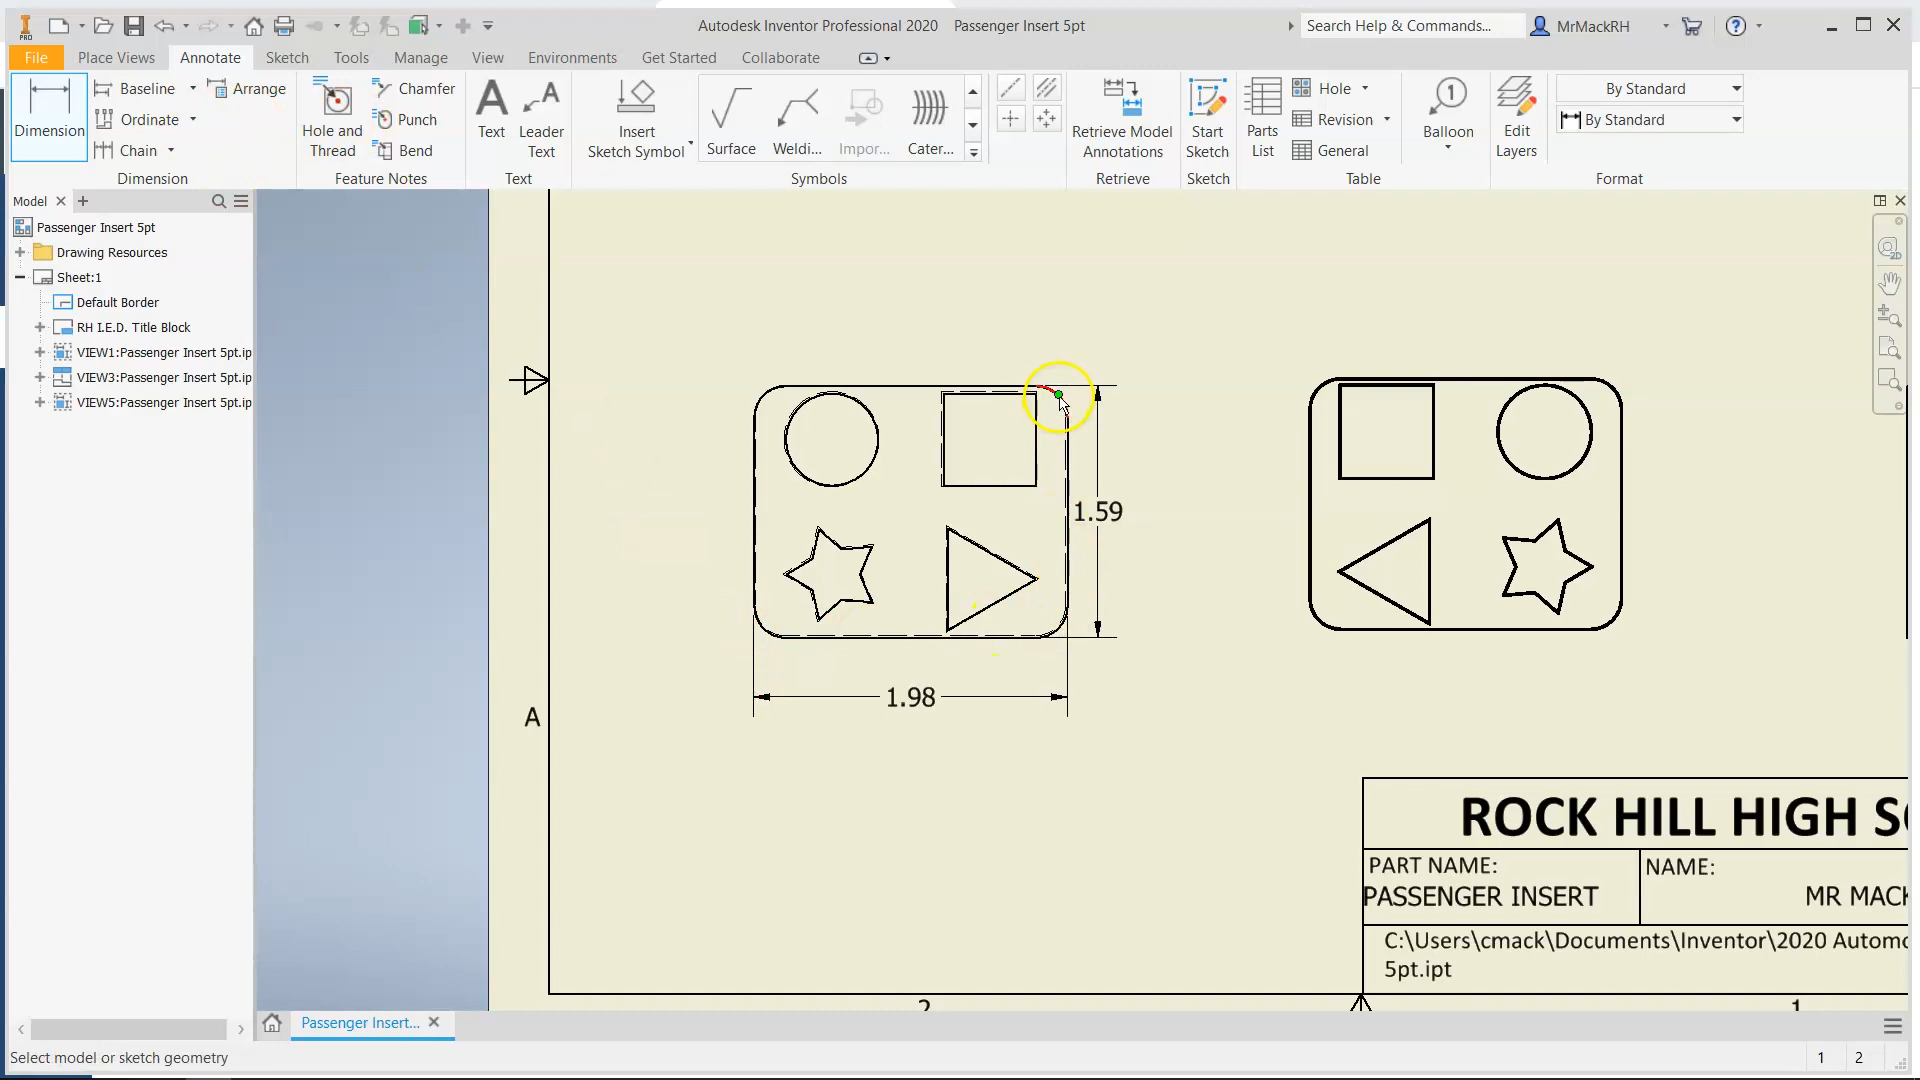 PRO
Autodesk Inventor Professional 2020 Passenger Insert 5pt
Search Help & Commands...
MrMackRH
File
Place Views
Annotate
Sketch
Tools
Manage
View
Environments
Get Started
Collaborate
Dimension
Baseline
Ordinate
Chain
Arrange
Dimension
Hole and
Thread
Chamfer
Punch
Bend
Feature Notes
Text
Leader
Text
Text
Insert
Sketch Symbol
Surface
Weldi...
Impor...
Cater...
Symbols
Retrieve Model
Annotations
Retrieve
Start
Sketch
Sketch
Parts
List
Hole
Revision
General
Table
Balloon
Edit
Layers
By Standard
By Standard
Format
Model
Passenger Insert 5pt
Drawing Resources
Sheet:1
Default Border
RH I.E.D. Title Block
VIEW1:Passenger Insert 5pt.ip
VIEW3:Passenger Insert 5pt.ip
VIEW5:Passenger Insert 5pt.ip
2D
1.59
1.98
A
ROCK HILL HIGH S
PART NAME:
PASSENGER INSERT
NAME:
MR MACK
C:\Users\cmack\Documents\Inventor\2020 Automo
5pt.ipt
2
1
Passenger Insert...
Select model or sketch geometry
1 2